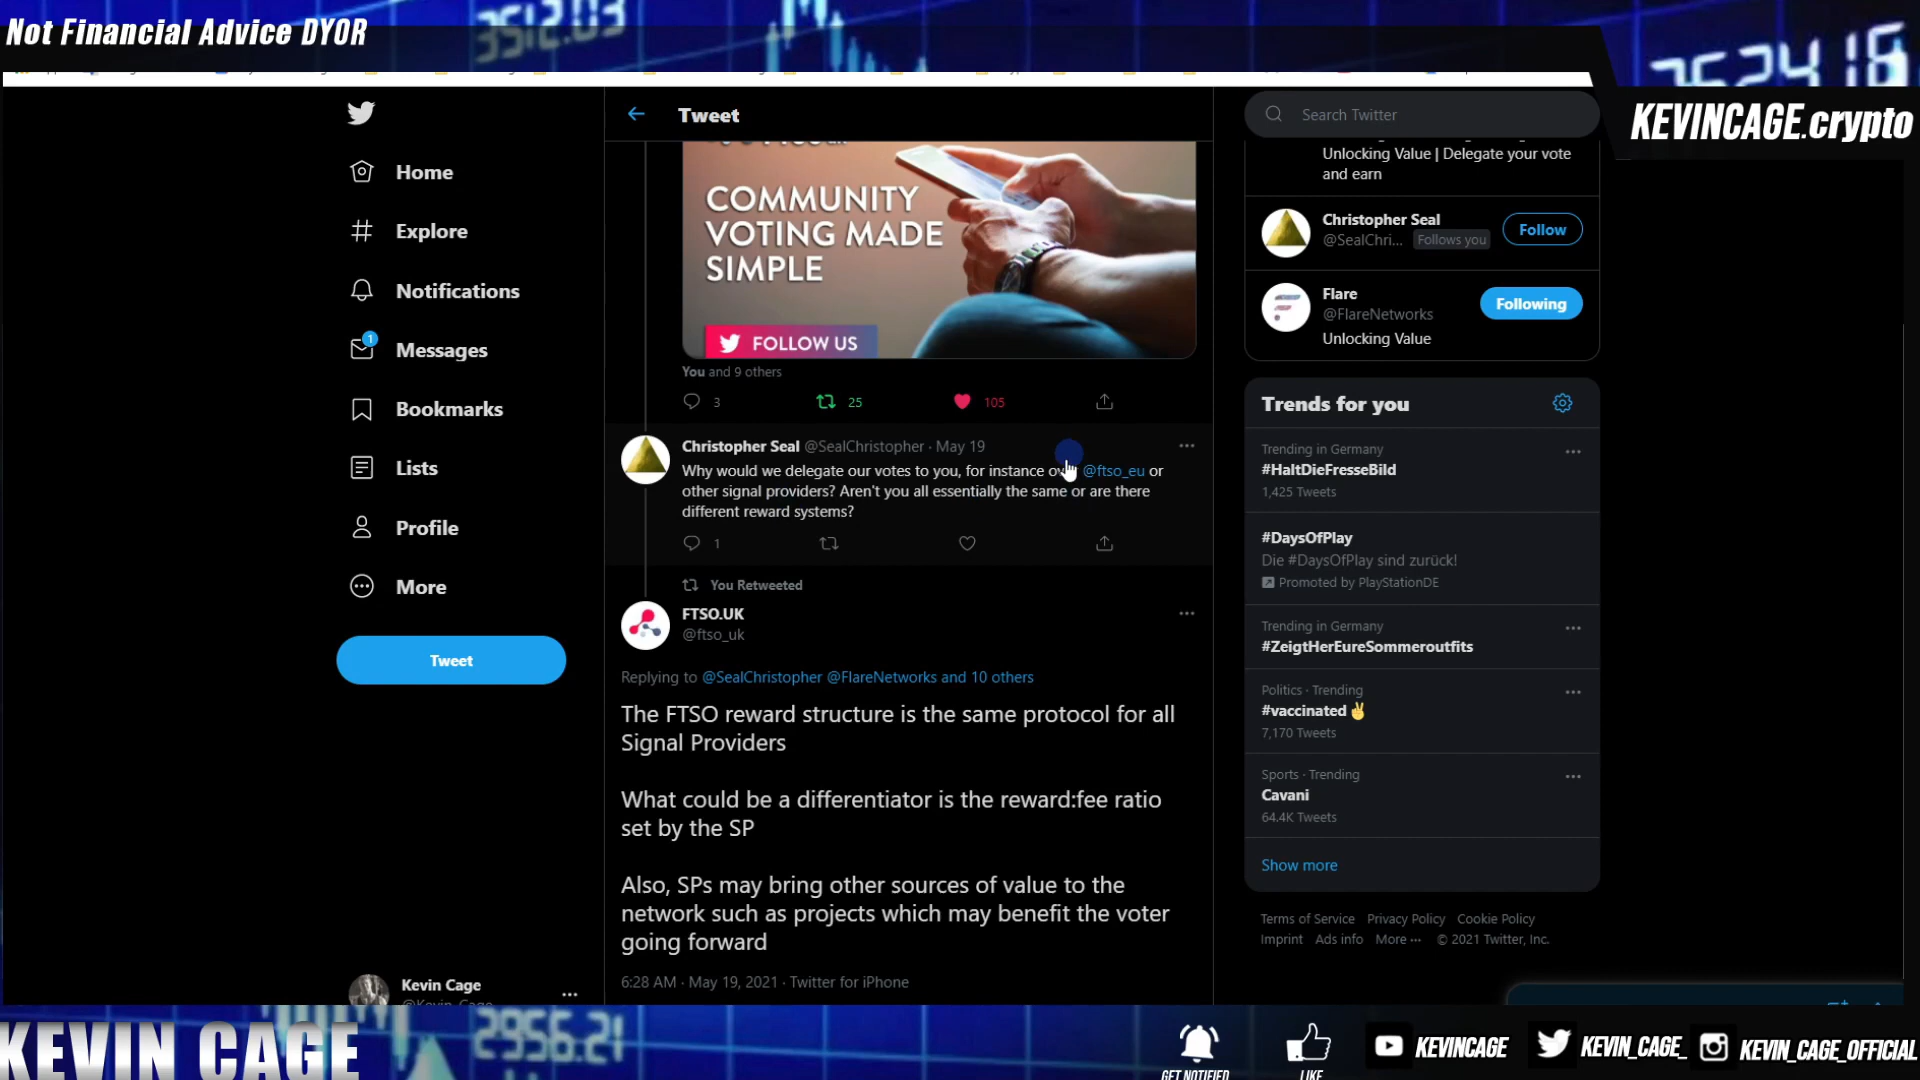 Not Financial Advice DYOR
3512.03
KEVINCAGE.crypto
Tweet
Search Twitter
Home
Explore
Notifications
1
Messages
Bookmarks
Lists
Profile
More
Tweet
Kevin Cage
COMMUNITY
VOTING MADE
SIMPLE
FOLLOW US
You and 9 others
3
25
105
Christopher Seal @SealChristopher · May 19
Why would we delegate our votes to you, for instance @ftso_eu or
other signal providers? Aren't you all essentially the same or are there
different reward systems?
1
You Retweeted
FTSO.UK
@ftso_uk
Replying to @SealChristopher @FlareNetworks and 10 others
The FTSO reward structure is the same protocol for all
Signal Providers
What could be a differentiator is the reward:fee ratio
set by the SP
Also, SPs may bring other sources of value to the
network such as projects which may benefit the voter
going forward
6:28 AM · May 19, 2021 · Twitter for iPhone
Unlocking Value | Delegate your vote
and earn
Christopher Seal
@SealChri... Follows you
Follow
Flare
@FlareNetworks
Following
Unlocking Value
Trends for you
Trending in Germany
#HaltDieFresseBild
1,425 Tweets
#DaysOfPlay
Die #DaysOfPlay sind zurück!
Promoted by PlayStationDE
Trending in Germany
#ZeigtHerEureSommeroutfits
Politics · Trending
#vaccinated✌
7,170 Tweets
Sports · Trending
Cavani
64.4K Tweets
Show more
Terms of Service Privacy Policy Cookie Policy
Imprint Ads info More ··· © 2021 Twitter, Inc.
KEVIN CAGE
2956.21
GET NOTIFIED
LIKE
KEVINCAGE
KEVIN_CAGE_
KEVIN_CAGE_OFFICIAL